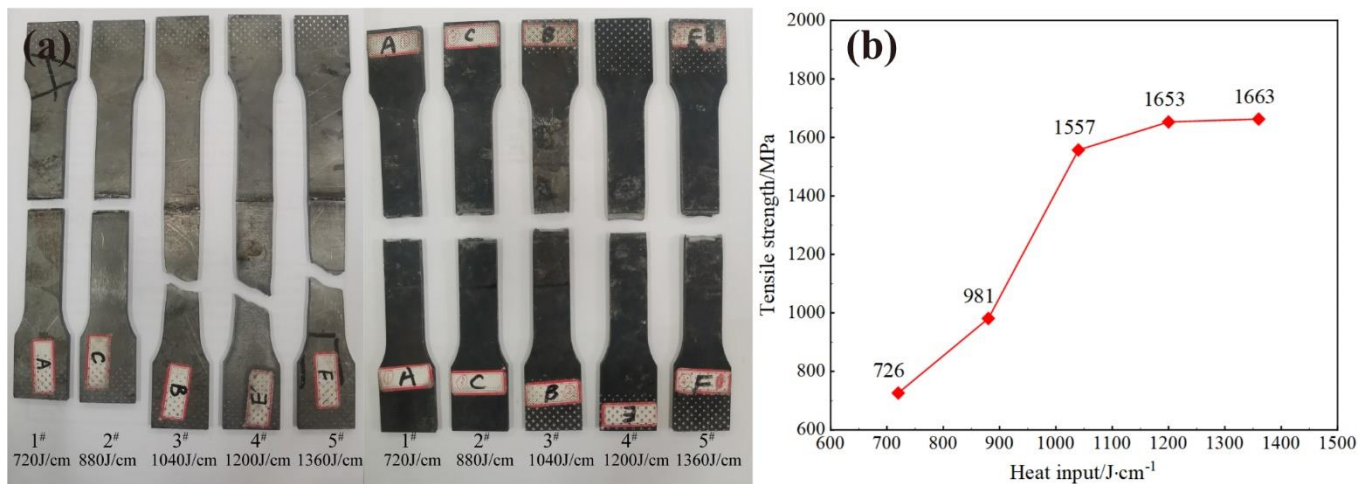 (a)
A
C
B
E
F
1# 2# 3# 4# 5#
720J/cm 880J/cm 1040J/cm 1200J/cm 1360J/cm
A C B F
A C B E F
1# 2# 3# 4# 5#
720J/cm 880J/cm 1040J/cm 1200J/cm 1360J/cm
(b)
Tensile strength/MPa
2000
1800
1600
1400
1200
1000
800
600
726
981
1557
1653
1663
600 700 800 900 1000 1100 1200 1300 1400 1500
Heat input/J·cm⁻¹